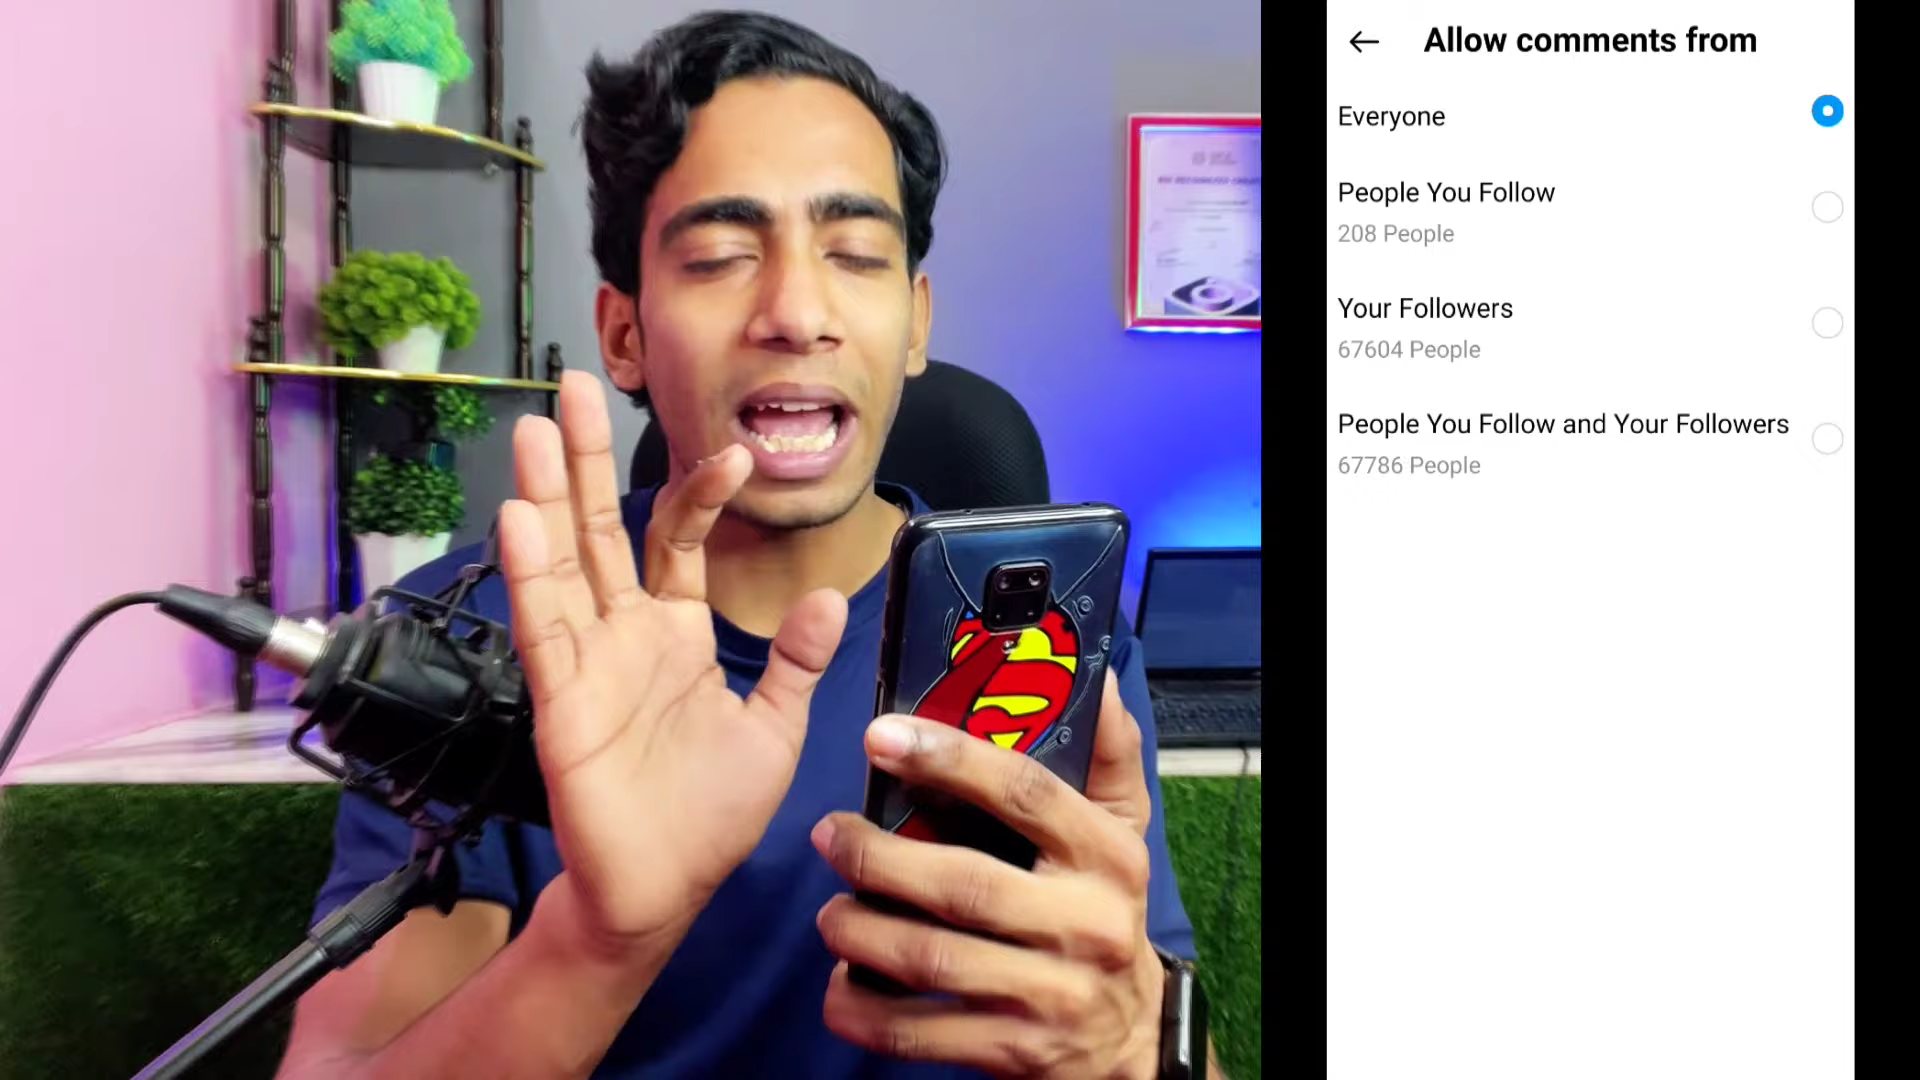 Allow comments from
Everyone
People You Follow
208 People
Your Followers
67604 People
People You Follow and Your Followers
67786 People